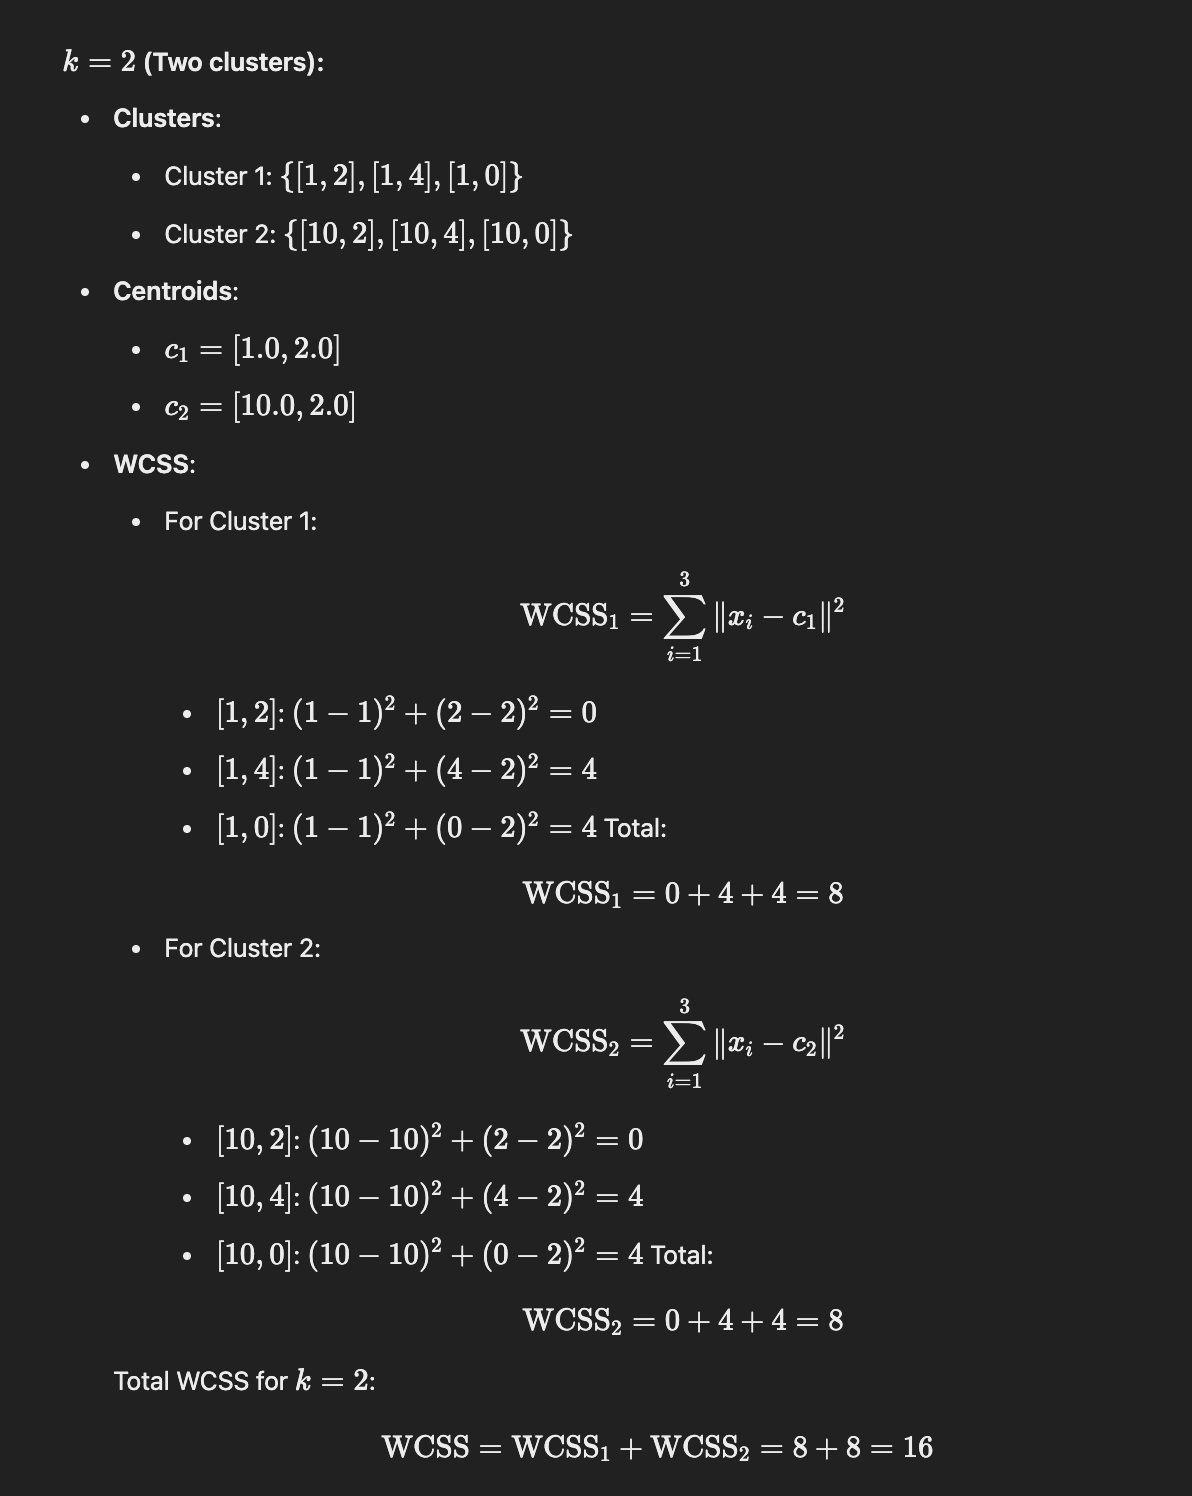 k = 2 (Two clusters):
• Clusters:
• Cluster 1: {[1, 2], [1, 4], [1, 0]}
• Cluster 2: {[10, 2], [10, 4], [10, 0]}
• Centroids:
• c₁ = [1.0, 2.0]
• c₂ = [10.0, 2.0]
• WCSS:
• For Cluster 1:
WCSS₁ = ∑_{i=1}^{3} ‖xᵢ − c₁‖²
• [1, 2]: (1 − 1)² + (2 − 2)² = 0
• [1, 4]: (1 − 1)² + (4 − 2)² = 4
• [1, 0]: (1 − 1)² + (0 − 2)² = 4 Total:
WCSS₁ = 0 + 4 + 4 = 8
• For Cluster 2:
WCSS₂ = ∑_{i=1}^{3} ‖xᵢ − c₂‖²
• [10, 2]: (10 − 10)² + (2 − 2)² = 0
• [10, 4]: (10 − 10)² + (4 − 2)² = 4
• [10, 0]: (10 − 10)² + (0 − 2)² = 4 Total:
WCSS₂ = 0 + 4 + 4 = 8
Total WCSS for k = 2:
WCSS = WCSS₁ + WCSS₂ = 8 + 8 = 16